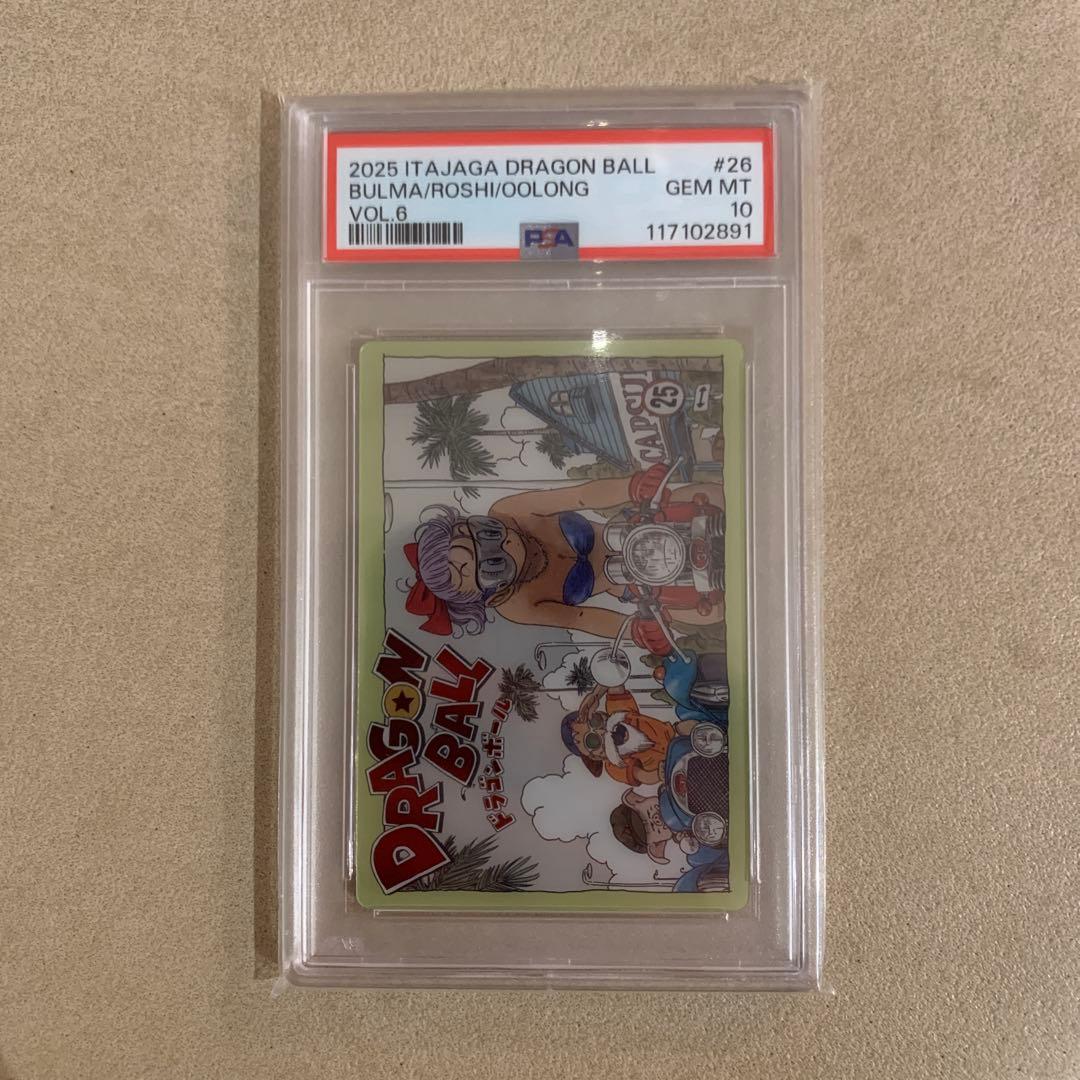 2025 ITAJAGA DRAGON BALL #26
BULMA/ROSHI/OOLONG GEM MT
VOL.6 10
PSA 117102891
DRAGON
BALL
ドラゴンボール
CAPSUL
25